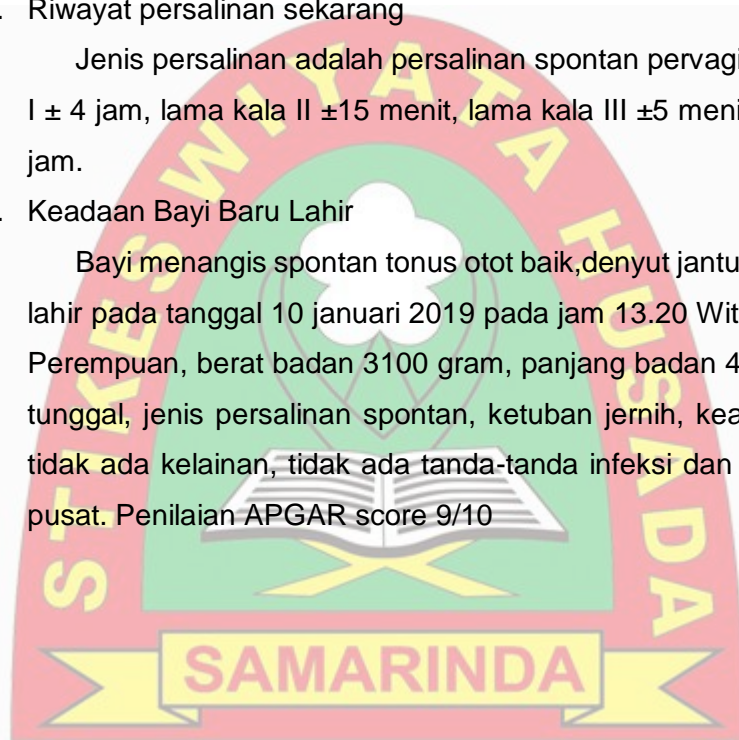 . Riwayat persalinan sekarang
Jenis persalinan adalah persalinan spontan pervagi
I ± 4 jam, lama kala II ±15 menit, lama kala III ±5 meni
jam.
. Keadaan Bayi Baru Lahir
Bayi menangis spontan tonus otot baik,denyut jantu
lahir pada tanggal 10 januari 2019 pada jam 13.20 Wit
Perempuan, berat badan 3100 gram, panjang badan 4
tunggal, jenis persalinan spontan, ketuban jernih, kea
tidak ada kelainan, tidak ada tanda-tanda infeksi dan
pusat. Penilaian APGAR score 9/10
STIKES WIYATA HUSADA
SAMARINDA